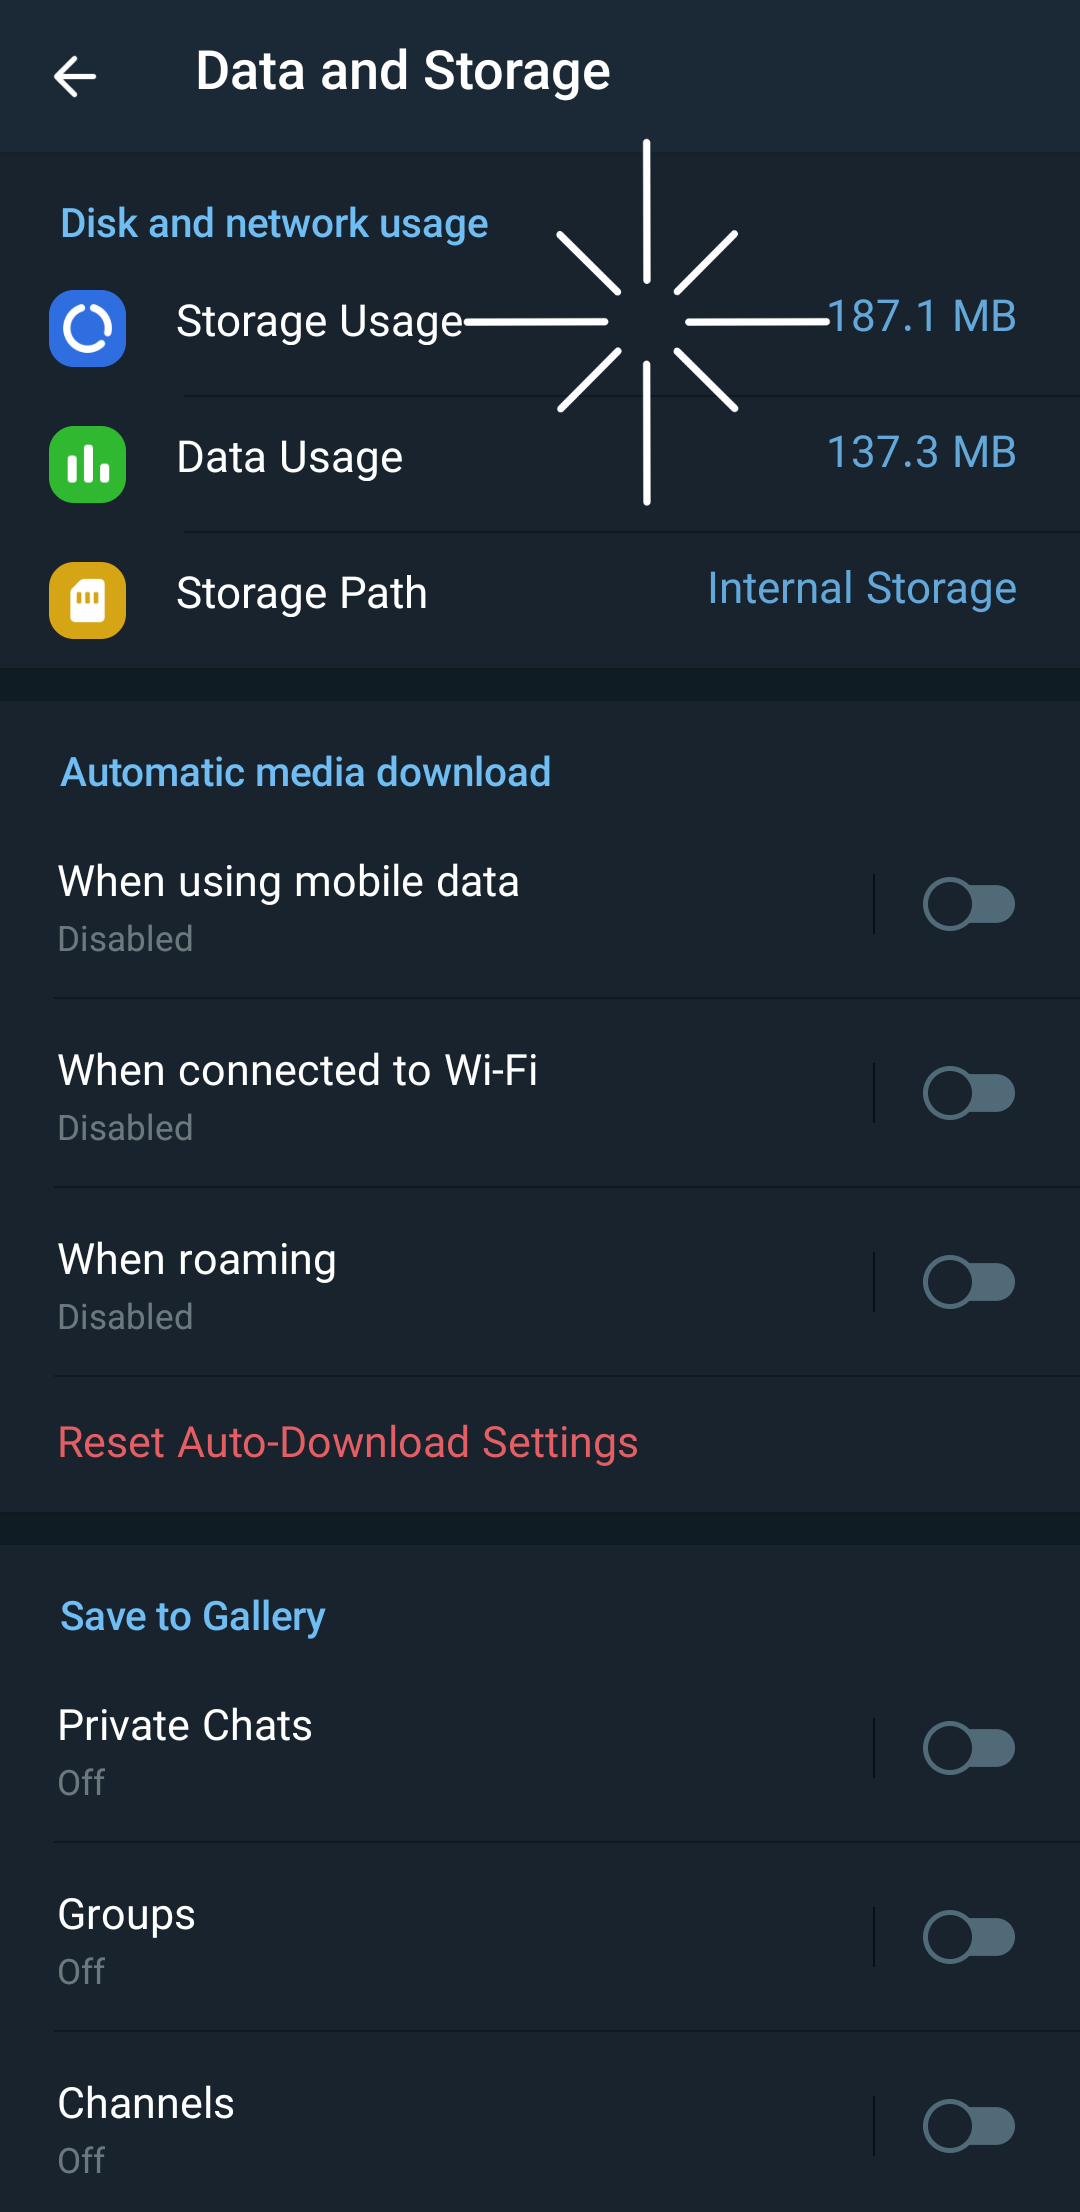 Data and Storage
Disk and network usage
Storage Usage 187.1 MB
Data Usage 137.3 MB
Storage Path Internal Storage
Automatic media download
When using mobile data
Disabled
When connected to Wi-Fi
Disabled
When roaming
Disabled
Reset Auto-Download Settings
Save to Gallery
Private Chats
Off
Groups
Off
Channels
Off